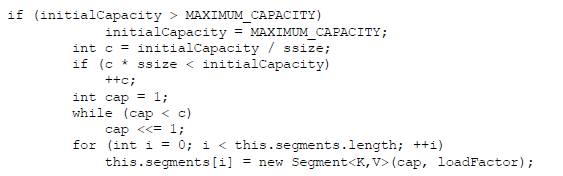 if (initialCapacity > MAXIMUM_CAPACITY)
initialCapacity = MAXIMUM_CAPACITY;
int c = initialCapacity / ssize;
if (c * ssize < initialCapacity)
++c;
int cap = 1;
while (cap < c)
cap <<= 1;
for (int i = 0; i < this.segments.length; ++i)
this.segments[i] = new Segment<K,V>(cap, loadFactor);